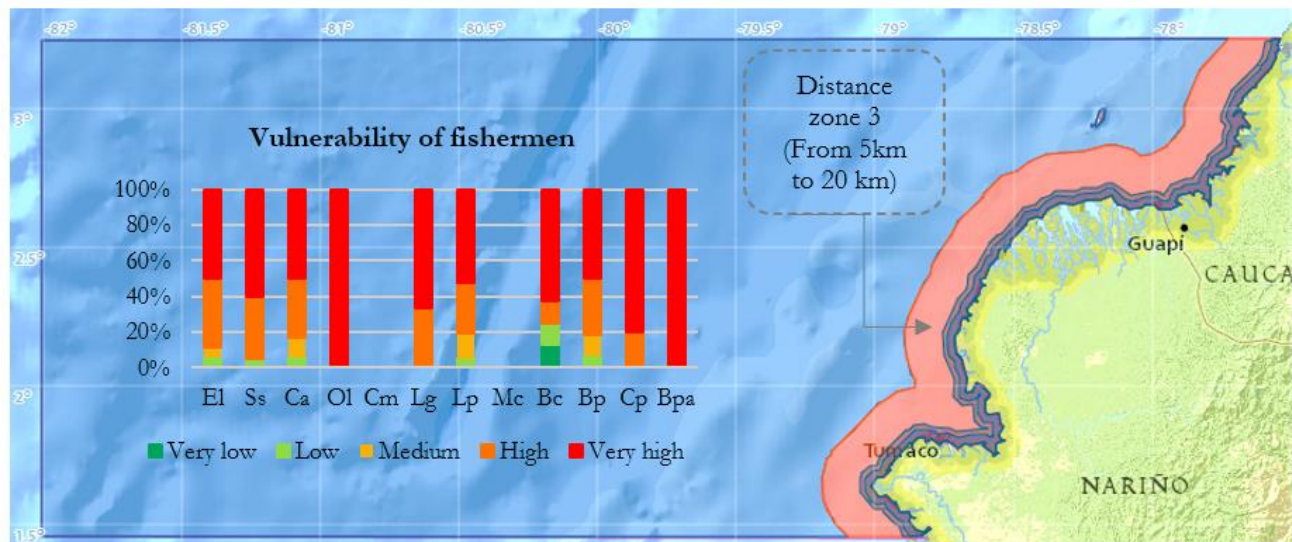 -82° -81.5° -81° -80.5° -80° -79.5° -79° -78.5° -78°
3°
2.5°
2°
1.5°
Distance
zone 3
(From 5km
to 20 km)
Vulnerability of fishermen
100%
80%
60%
40%
20%
0%
El Ss Ca Ol Cm Lg Lp Mc Bc Bp Cp Bpa
Very low Low Medium High Very high
Guapi
CAUCA
Tumaco
NARIÑO